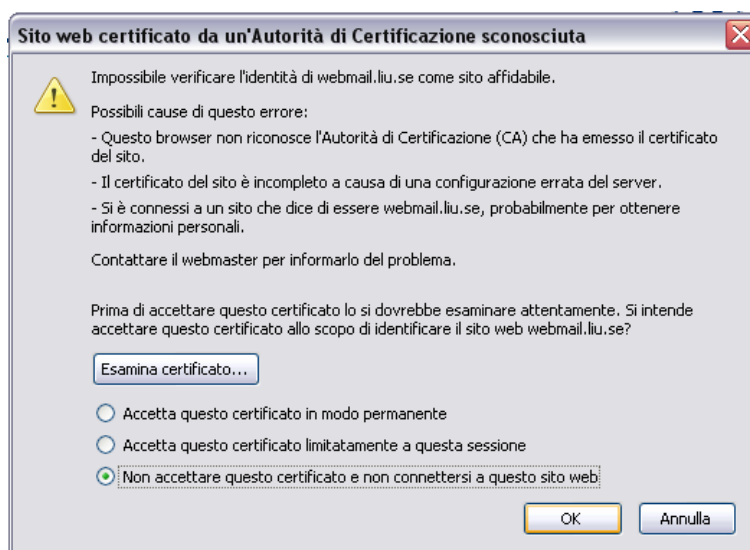 Sito web certificato da un'Autorità di Certificazione sconosciuta
Impossibile verificare l'identità di webmail.liu.se come sito affidabile.
Possibili cause di questo errore:
- Questo browser non riconosce l'Autorità di Certificazione (CA) che ha emesso il certificato
del sito.
- Il certificato del sito è incompleto a causa di una configurazione errata del server.
- Si è connessi a un sito che dice di essere webmail.liu.se, probabilmente per ottenere
informazioni personali.
Contattare il webmaster per informarlo del problema.
Prima di accettare questo certificato lo si dovrebbe esaminare attentamente. Si intende
accettare questo certificato allo scopo di identificare il sito web webmail.liu.se?
Esamina certificato...
Accetta questo certificato in modo permanente
Accetta questo certificato limitatamente a questa sessione
Non accettare questo certificato e non connettersi a questo sito web
OK Annulla